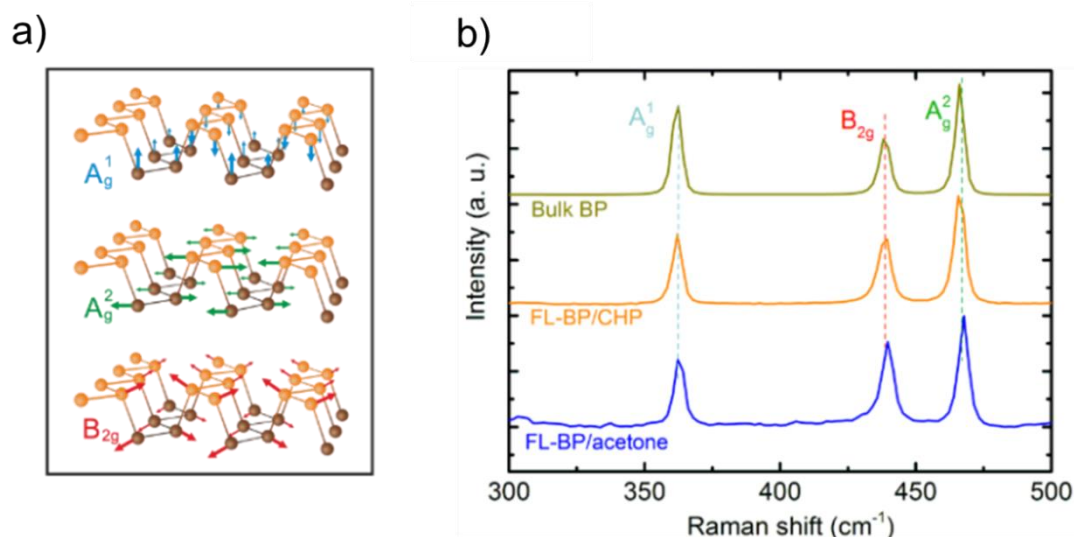 a)
A_g^1
A_g^2
B_2g
b)
Intensity (a. u.)
A_g^1
B_2g
A_g^2
Bulk BP
FL-BP/CHP
FL-BP/acetone
300 350 400 450 500
Raman shift (cm^-1)